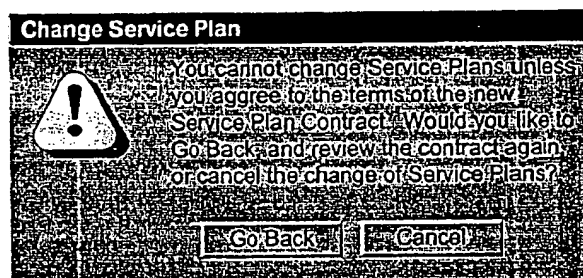 Change Service Plan
You cannot change Service Plans unless
you aggree to the terms of the new
Service Plan Contract. Would you like to
Go Back and review the contract again
or cancel the change of Service Plans?
Go Back
Cancel